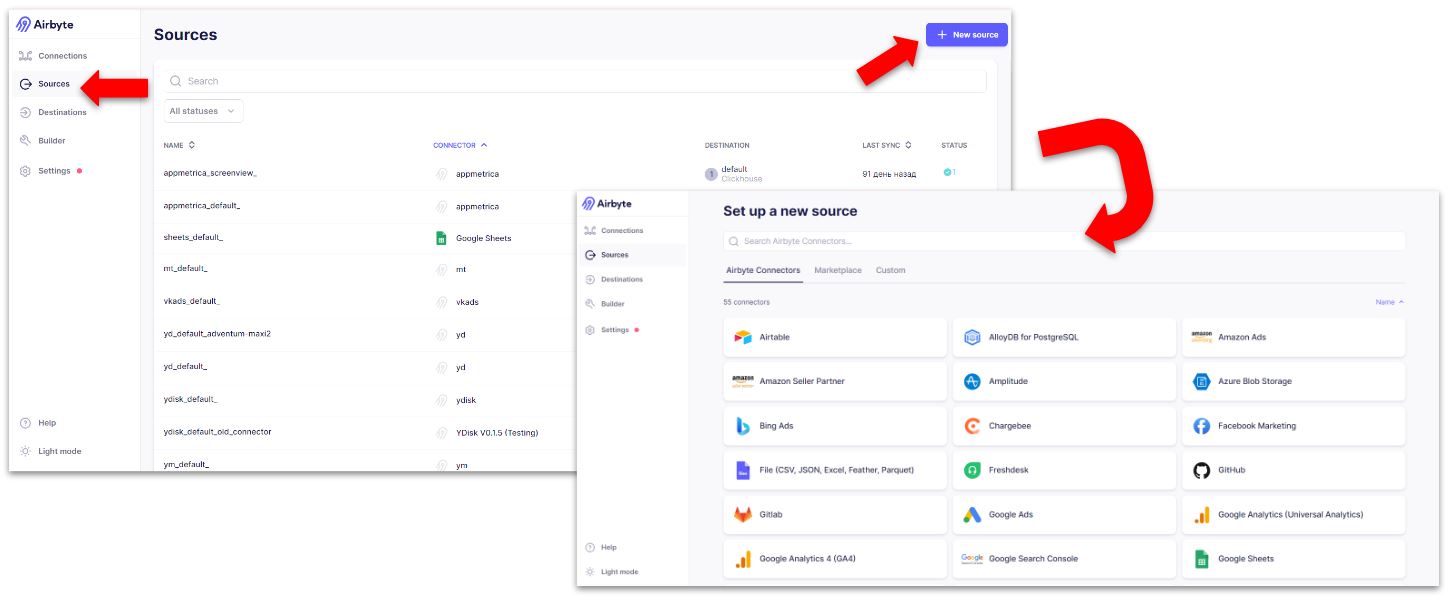 Airbyte
Connections
Sources
Destinations
Builder
Settings
Help
Light mode
Sources
+ New source
Search
All statuses
NAME CONNECTOR DESTINATION LAST SYNC STATUS
appmetrica_screenview_ appmetrica 1 default Clickhouse 91 день назад 1
appmetrica_default_ appmetrica
sheets_default_ Google Sheets
mt_default_ mt
vkads_default_ vkads
yd_default_adventum-maxi2 yd
yd_default_ yd
ydisk_default_ ydisk
ydisk_default_old_connector YDisk V0.1.5 (Testing)
ym_default_ ym
Airbyte
Connections
Sources
Destinations
Builder
Settings
Help
Light mode
Set up a new source
Search Airbyte Connectors...
Airbyte Connectors Marketplace Custom
55 connectors Name
Airtable AlloyDB for PostgreSQL amazon Amazon Ads
amazon Amazon Seller Partner Amplitude Azure Blob Storage
Bing Ads Chargebee Facebook Marketing
File (CSV, JSON, Excel, Feather, Parquet) Freshdesk GitHub
Gitlab Google Ads Google Analytics (Universal Analytics)
Google Analytics 4 (GA4) Google Google Search Console Google Sheets